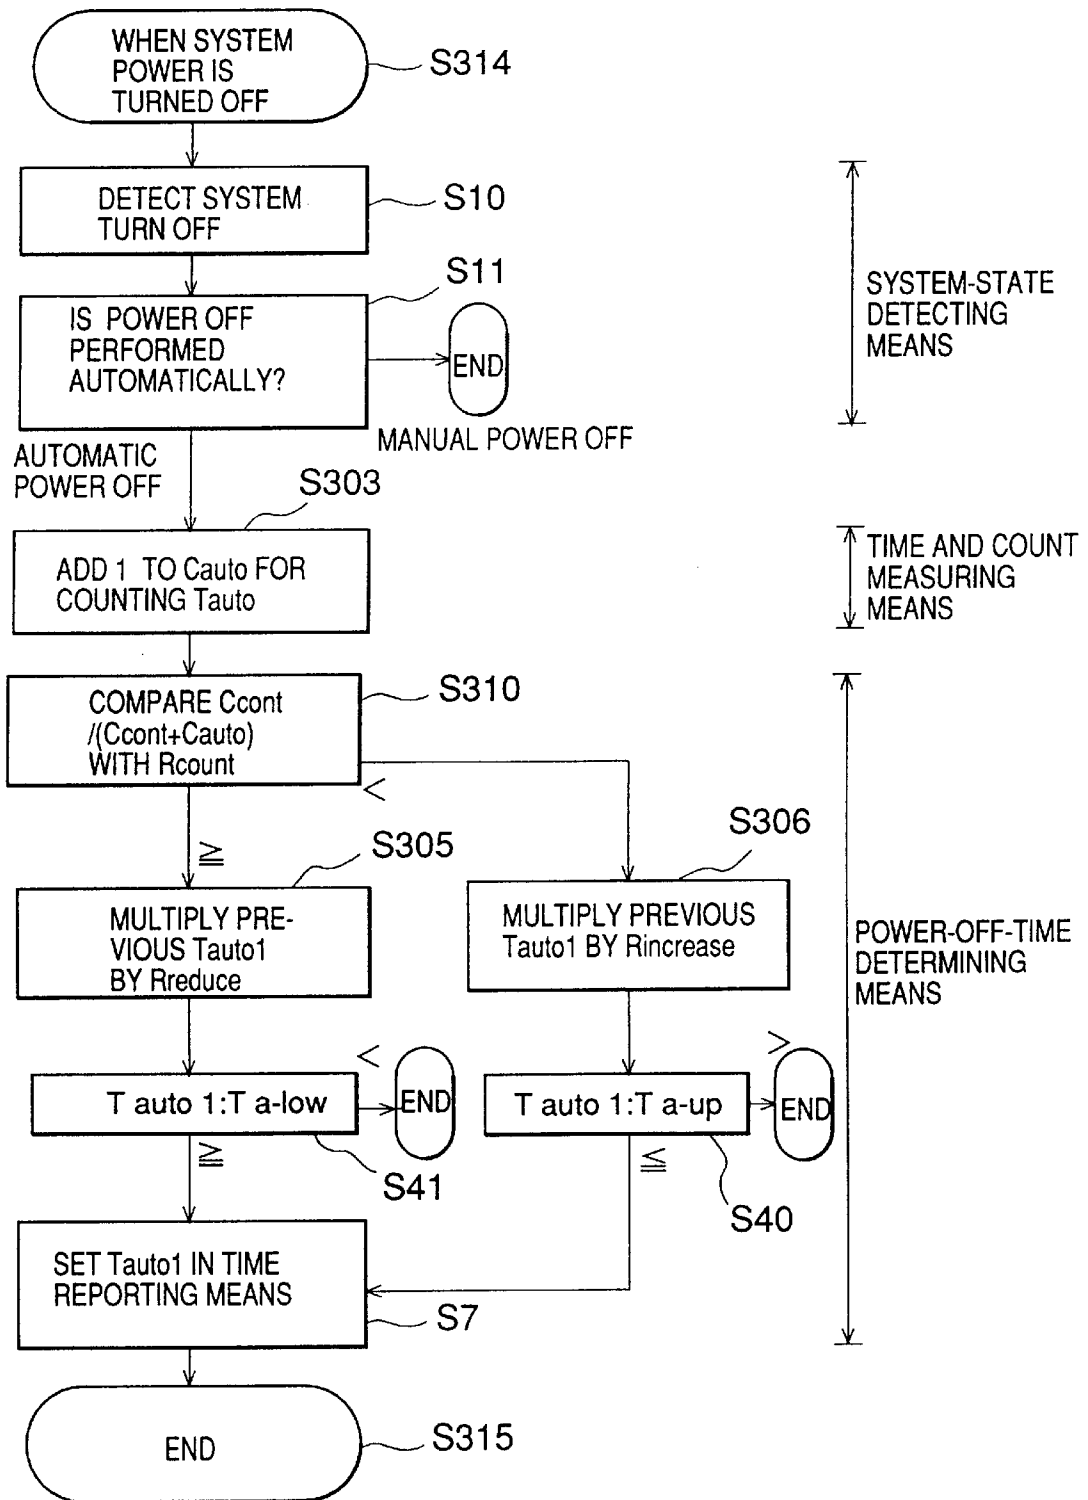 WHEN SYSTEM
POWER IS
TURNED OFF
S314
DETECT SYSTEM
TURN OFF
S10
S11
IS POWER OFF
PERFORMED
AUTOMATICALLY?
END
MANUAL POWER OFF
SYSTEM-STATE
DETECTING
MEANS
AUTOMATIC
POWER OFF
S303
ADD 1 TO Cauto FOR
COUNTING Tauto
TIME AND COUNT
MEASURING
MEANS
COMPARE Ccont
/(Ccont+Cauto)
WITH Rcount
S310
<
≧
S305
S306
MULTIPLY PRE-
VIOUS Tauto1
BY Rreduce
MULTIPLY PREVIOUS
Tauto1 BY Rincrease
POWER-OFF-TIME
DETERMINING
MEANS
<
>
T auto 1:T a-low
END
T auto 1:T a-up
END
≧
≦
S41
S40
SET Tauto1 IN TIME
REPORTING MEANS
S7
END
S315